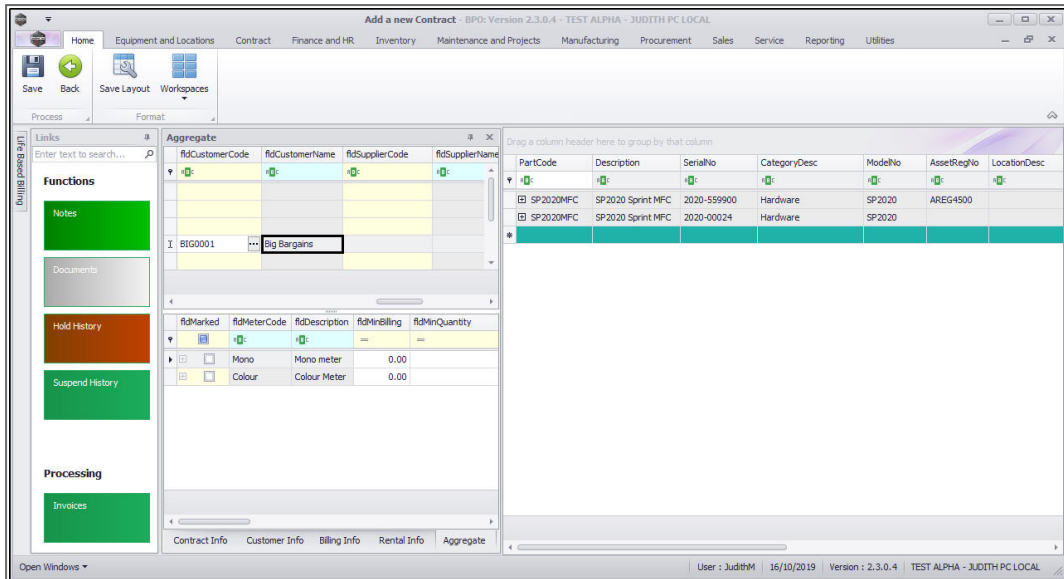 Add a new Contract - BPO: Version 2.3.0.4 - TEST ALPHA - JUDITH PC LOCAL
Home Equipment and Locations Contract Finance and HR Inventory Maintenance and Projects Manufacturing Procurement Sales Service Reporting Utilities
Save Back Save Layout Workspaces
Process Format
Life Based Billing
Links
Enter text to search...
Functions
Notes
Documents
Hold History
Suspend History
Processing
Invoices
Aggregate
fldCustomerCode fldCustomerName fldSupplierCode fldSupplierName
BIG0001 ... Big Bargains
fldMarked fldMeterCode fldDescription fldMinBilling fldMinQuantity
= =
Mono Mono meter 0.00
Colour Colour Meter 0.00
Contract Info Customer Info Billing Info Rental Info Aggregate
Drag a column header here to group by that column
PartCode Description SerialNo CategoryDesc ModelNo AssetRegNo LocationDesc
SP2020MFC SP2020 Sprint MFC 2020-559900 Hardware SP2020 AREG4500
SP2020MFC SP2020 Sprint MFC 2020-00024 Hardware SP2020
Open Windows User : JudithM 16/10/2019 Version : 2.3.0.4 TEST ALPHA - JUDITH PC LOCAL